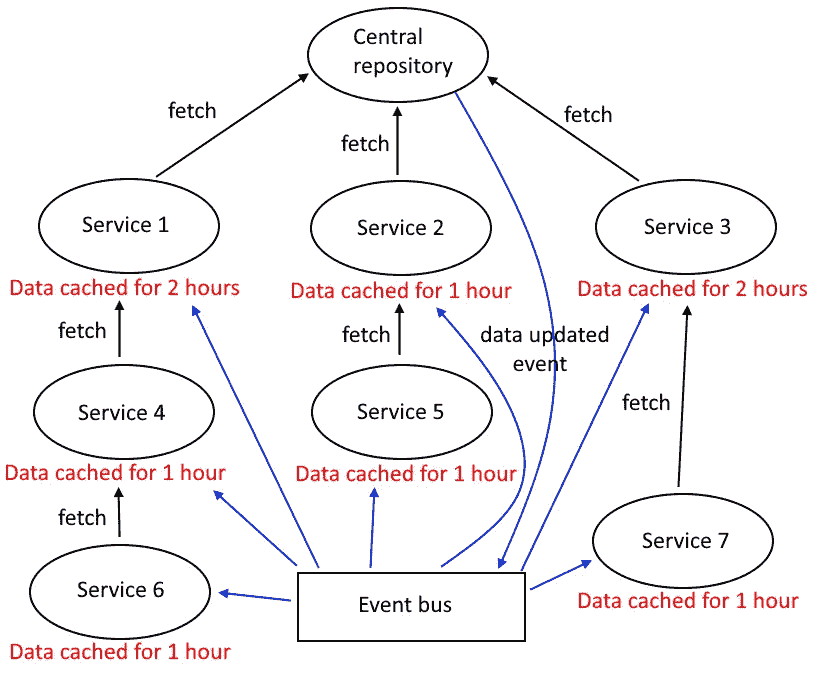 Central
repository
fetch
fetch
fetch
Service 1
Service 2
Service 3
Data cached for 2 hours
Data cached for 1 hour
Data cached for 2 hours
fetch
fetch
data updated
event
fetch
Service 4
Service 5
Data cached for 1 hour
Data cached for 1 hour
fetch
Service 7
Service 6
Event bus
Data cached for 1 hour
Data cached for 1 hour